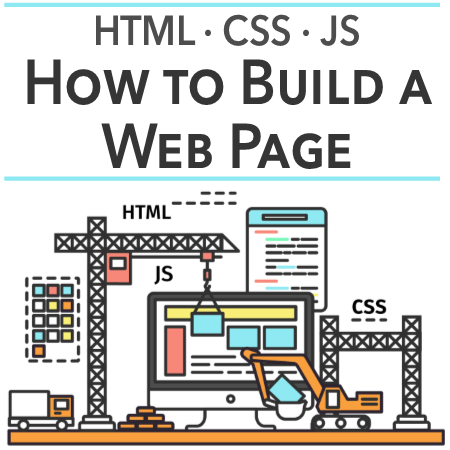 HTML · CSS · JS
How to Build a
Web Page
HTML
JS
CSS